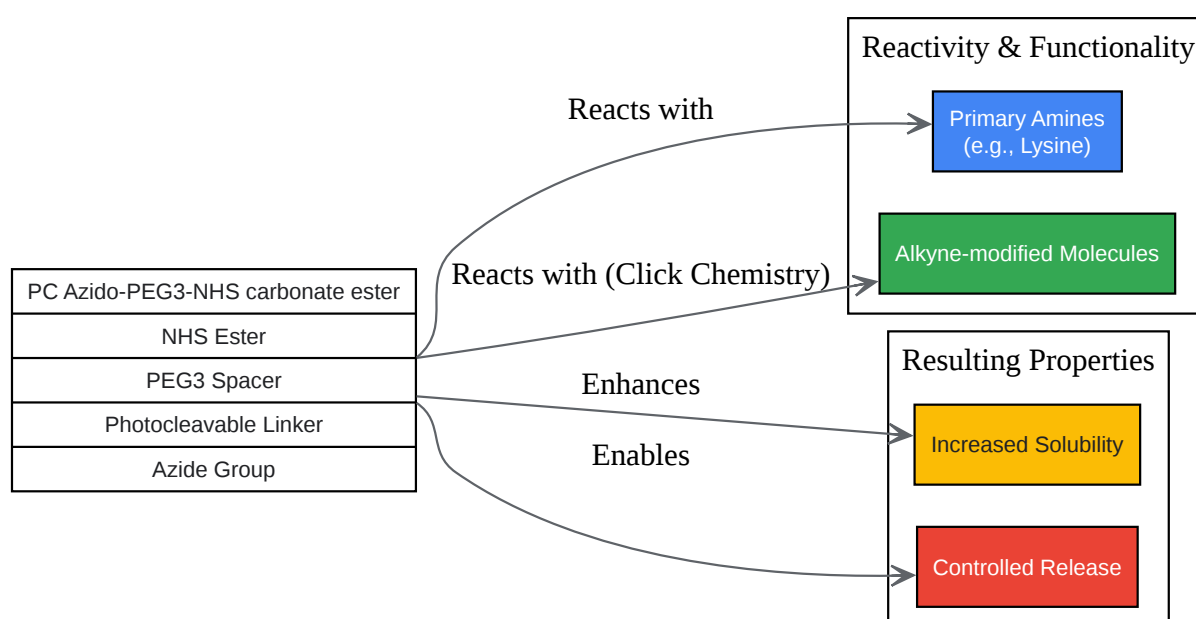 PC Azido-PEG3-NHS carbonate ester
NHS Ester
PEG3 Spacer
Photocleavable Linker
Azide Group
Reacts with
Reacts with (Click Chemistry)
Enhances
Enables
Reactivity & Functionality
Primary Amines
(e.g., Lysine)
Alkyne-modified Molecules
Resulting Properties
Increased Solubility
Controlled Release